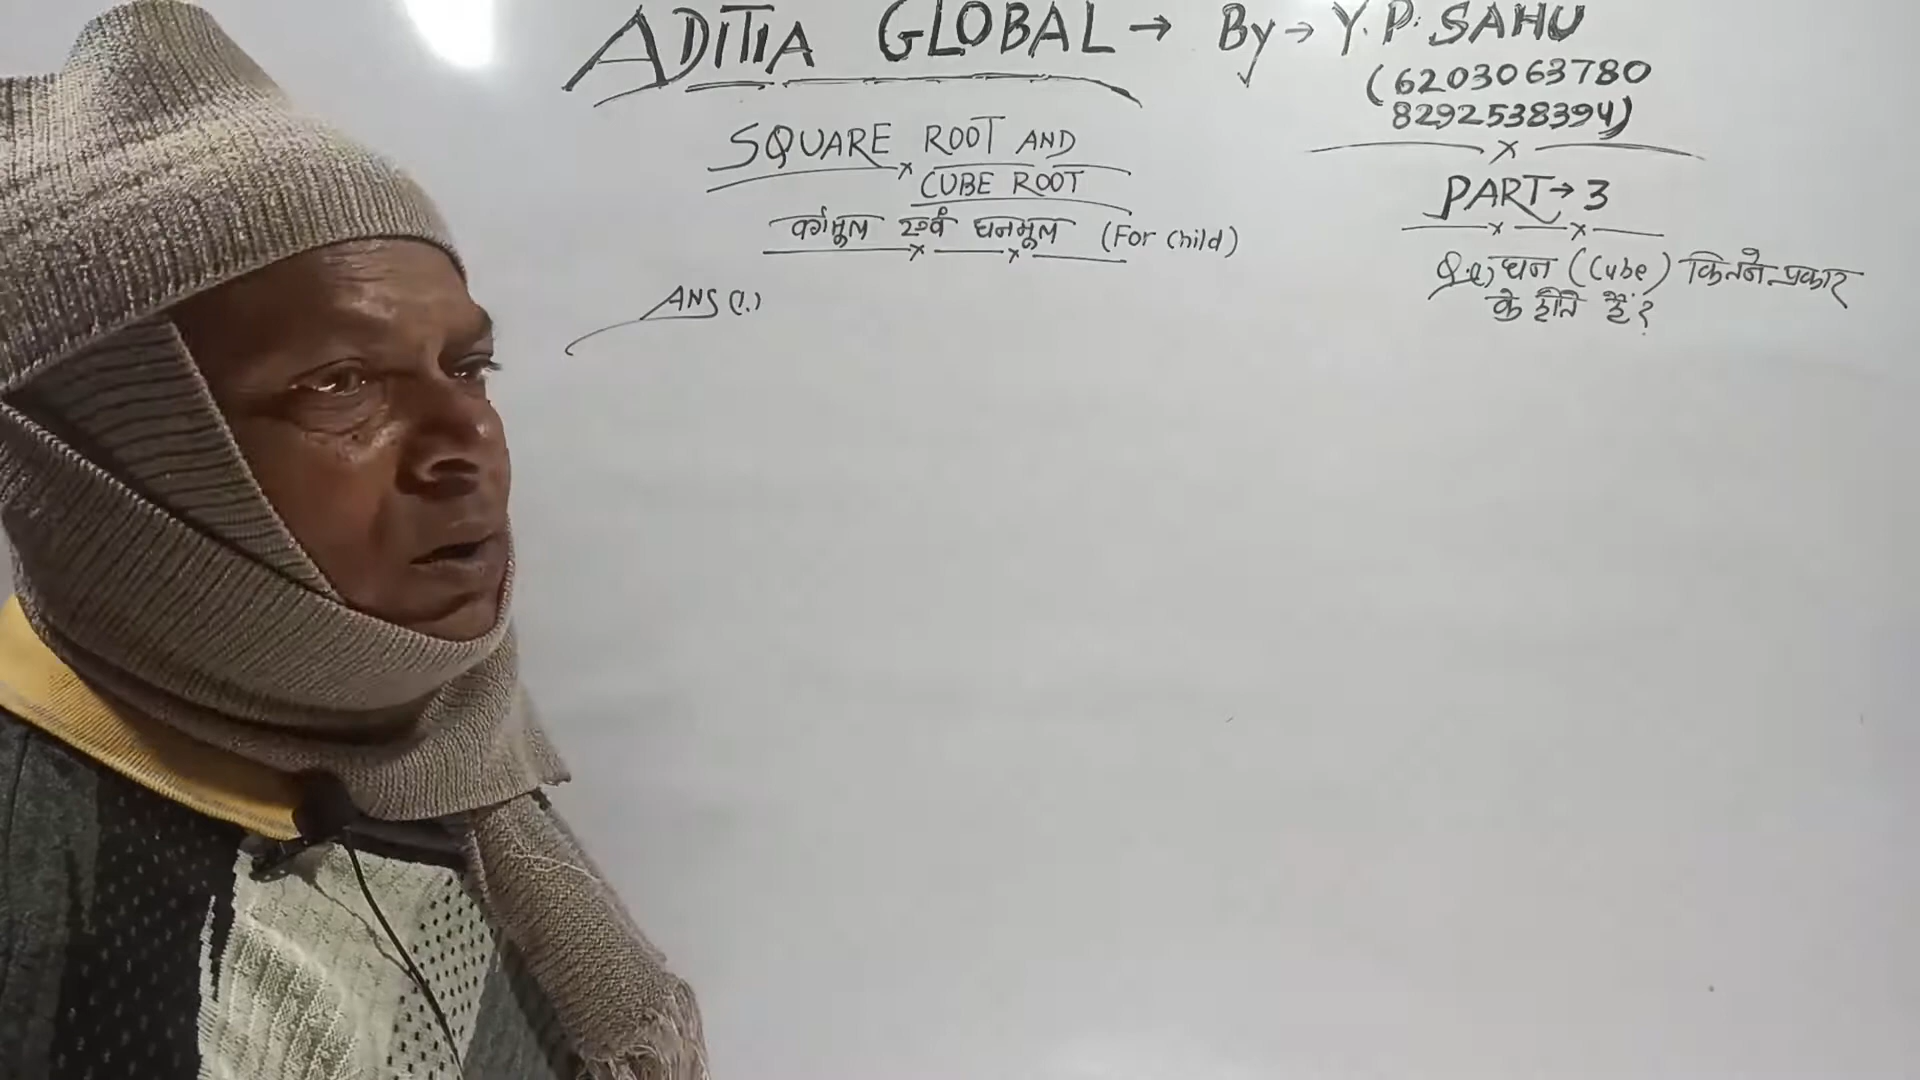 ADITIA GLOBAL → By → Y.P. SAHU
(6203063780
8292538394)
SQUARE ROOT AND
CUBE ROOT
वर्गमूल एवं घनमूल (For child)
PART → 3
Q.(1) घन (Cube) कितने प्रकार
के होते हैं?
ANS (1.)